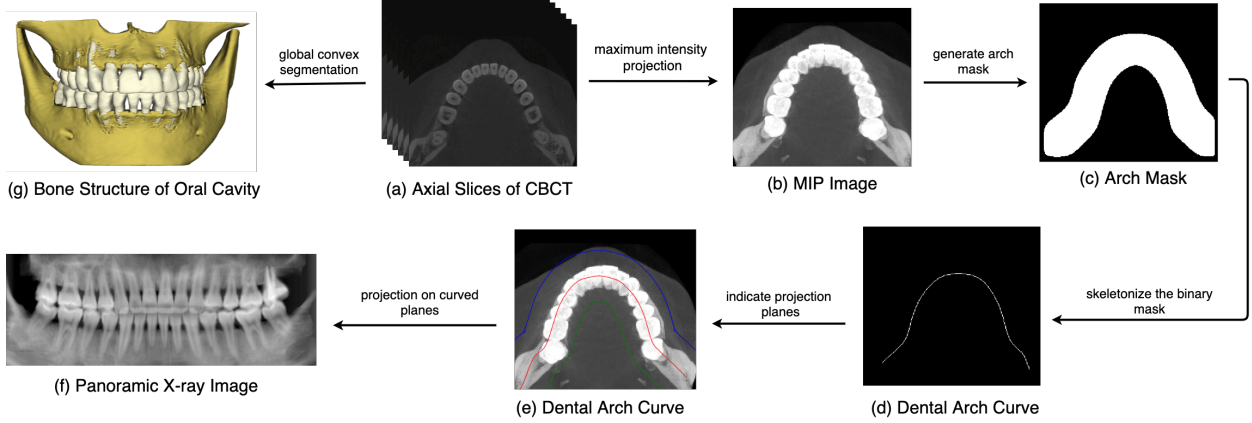 global convex
segmentation
maximum intensity
projection
generate arch
mask
(g) Bone Structure of Oral Cavity
(a) Axial Slices of CBCT
(b) MIP Image
(c) Arch Mask
projection on curved
planes
indicate projection
planes
skeletonize the binary
mask
(f) Panoramic X-ray Image
(e) Dental Arch Curve
(d) Dental Arch Curve